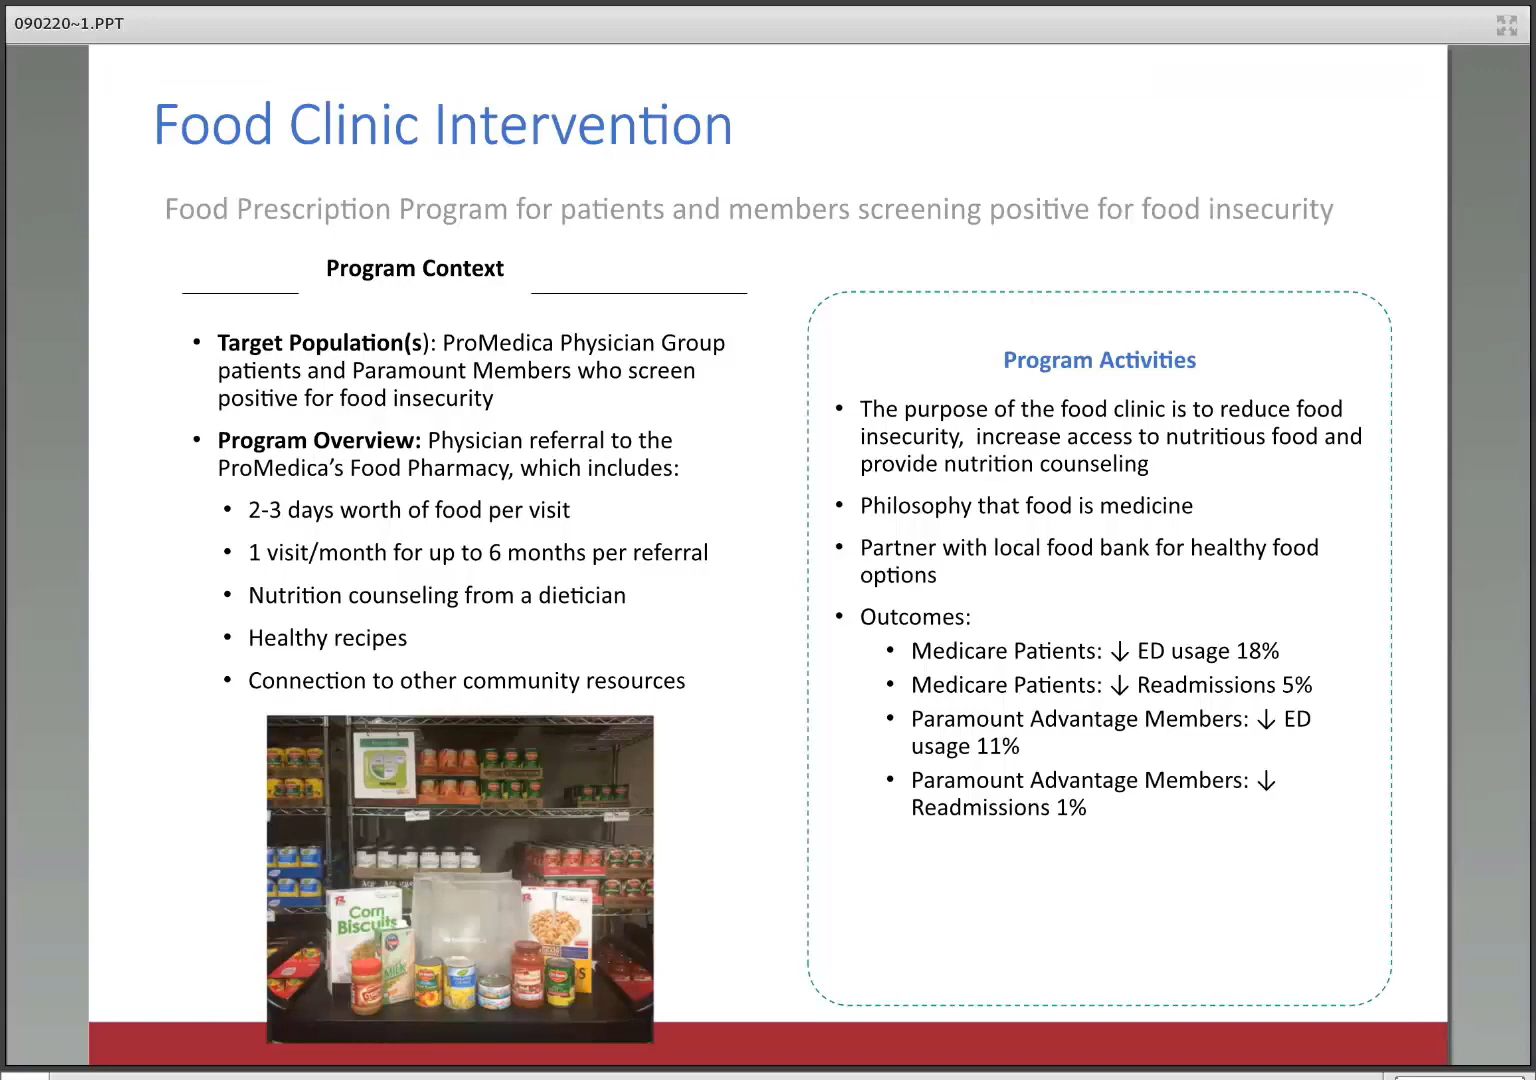 090220~1.PPT
Food Clinic Intervention
Food Prescription Program for patients and members screening positive for food insecurity
Program Context
• Target Population(s): ProMedica Physician Group
patients and Paramount Members who screen
positive for food insecurity
• Program Overview: Physician referral to the
ProMedica’s Food Pharmacy, which includes:
• 2-3 days worth of food per visit
• 1 visit/month for up to 6 months per referral
• Nutrition counseling from a dietician
• Healthy recipes
• Connection to other community resources
Corn
Biscuits
MILK
Program Activities
• The purpose of the food clinic is to reduce food
insecurity,  increase access to nutritious food and
provide nutrition counseling
• Philosophy that food is medicine
• Partner with local food bank for healthy food
options
• Outcomes:
• Medicare Patients: ↓ ED usage 18%
• Medicare Patients: ↓ Readmissions 5%
• Paramount Advantage Members: ↓ ED
usage 11%
• Paramount Advantage Members: ↓
Readmissions 1%